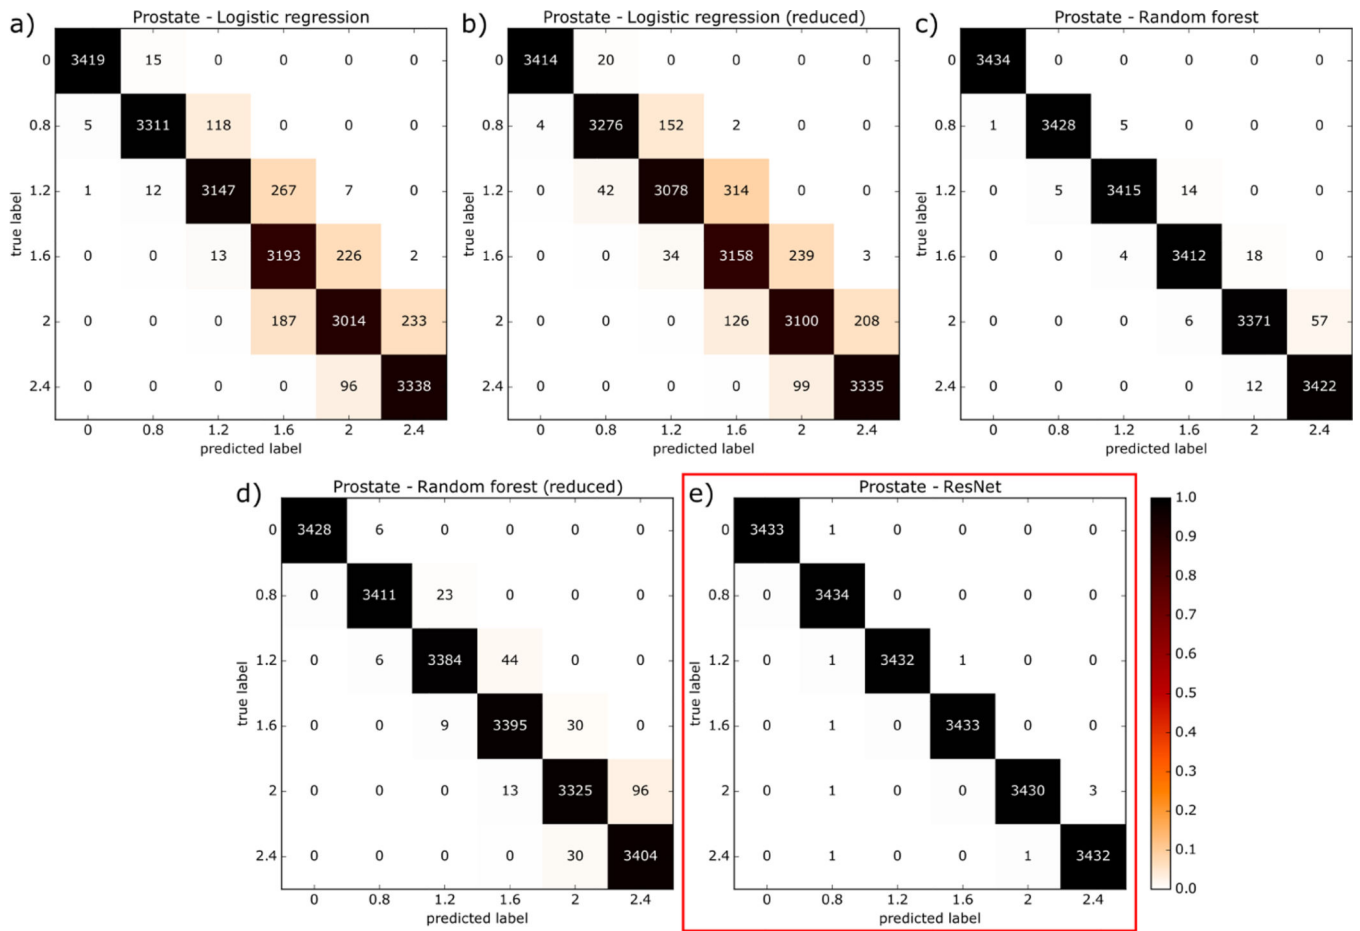 a) Prostate - Logistic regression
0 3419 15 0 0 0 0
0.8 5 3311 118 0 0 0
1.2 1 12 3147 267 7 0
1.6 0 0 13 3193 226 2
2 0 0 0 187 3014 233
2.4 0 0 0 0 96 3338
0 0.8 1.2 1.6 2 2.4
true label
predicted label
b) Prostate - Logistic regression (reduced)
0 3414 20 0 0 0 0
0.8 4 3276 152 2 0 0
1.2 0 42 3078 314 0 0
1.6 0 0 34 3158 239 3
2 0 0 0 126 3100 208
2.4 0 0 0 0 99 3335
0 0.8 1.2 1.6 2 2.4
true label
predicted label
c) Prostate - Random forest
0 3434 0 0 0 0 0
0.8 1 3428 5 0 0 0
1.2 0 5 3415 14 0 0
1.6 0 0 4 3412 18 0
2 0 0 0 6 3371 57
2.4 0 0 0 0 12 3422
0 0.8 1.2 1.6 2 2.4
true label
predicted label
d) Prostate - Random forest (reduced)
0 3428 6 0 0 0 0
0.8 0 3411 23 0 0 0
1.2 0 6 3384 44 0 0
1.6 0 0 9 3395 30 0
2 0 0 0 13 3325 96
2.4 0 0 0 0 30 3404
0 0.8 1.2 1.6 2 2.4
true label
predicted label
e) Prostate - ResNet
0 3433 1 0 0 0 0
0.8 0 3434 0 0 0 0
1.2 0 1 3432 1 0 0
1.6 0 1 0 3433 0 0
2 0 1 0 0 3430 3
2.4 0 1 0 0 1 3432
0 0.8 1.2 1.6 2 2.4
true label
predicted label
1.0
0.9
0.8
0.7
0.6
0.5
0.4
0.3
0.2
0.1
0.0